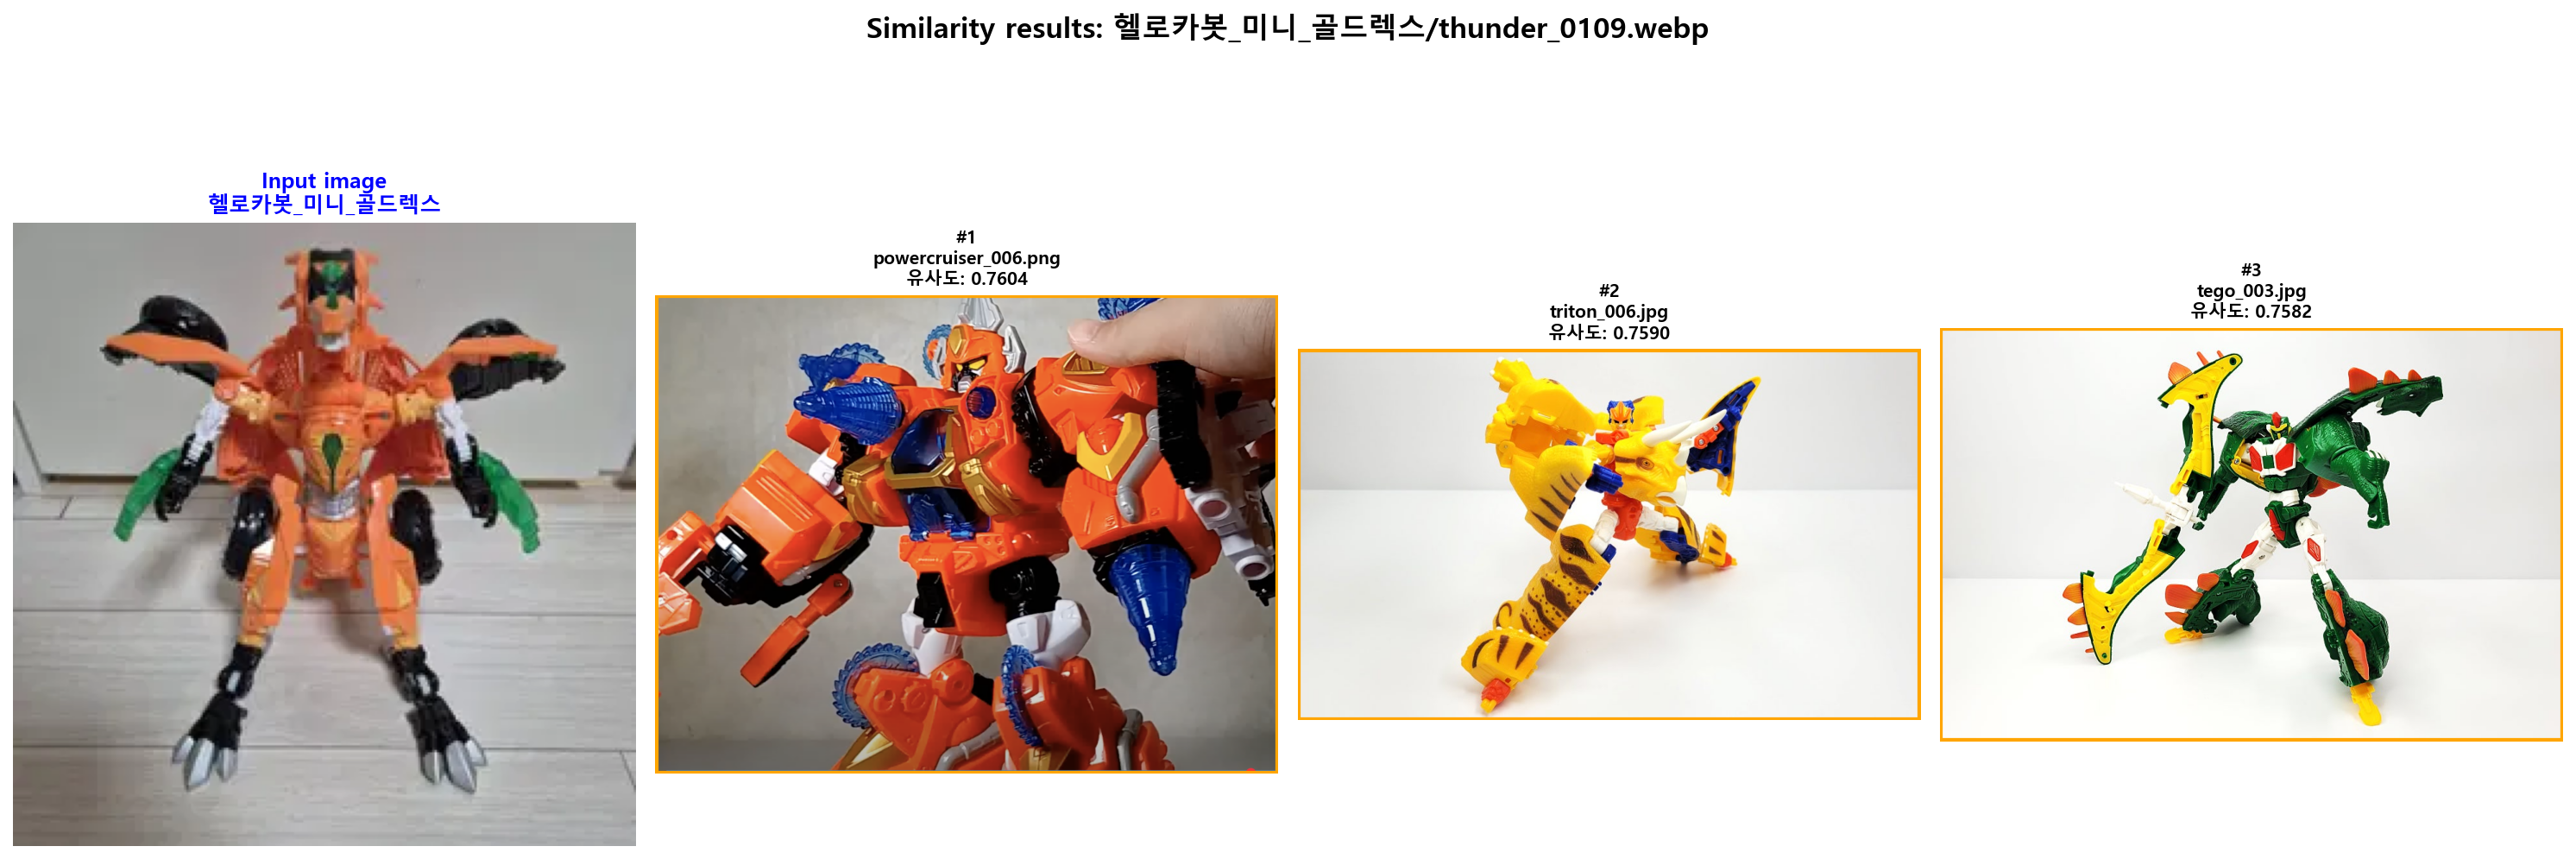 Similarity results: 헬로카봇_미니_골드렉스/thunder_0109.webp
Input image
헬로카봇_미니_골드렉스
#1
powercruiser_006.png
유사도: 0.7604
#2
triton_006.jpg
유사도: 0.7590
#3
tego_003.jpg
유사도: 0.7582